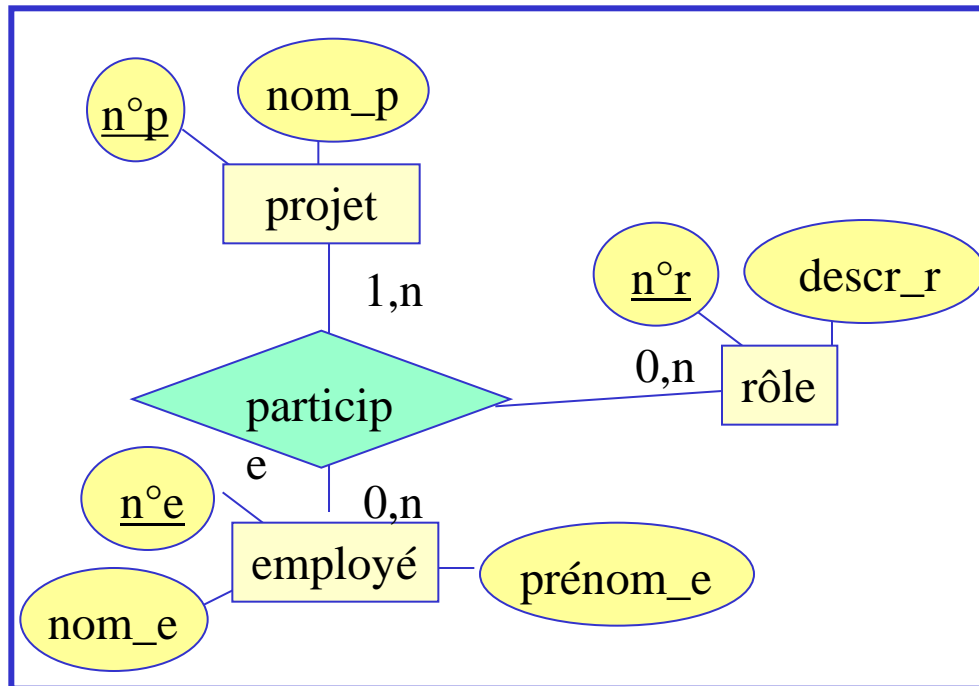 nom_p
n°p
projet
1,n
n°r
descr_r
0,n
rôle
particip
e
n°e
0,n
employé
prénom_e
nom_e